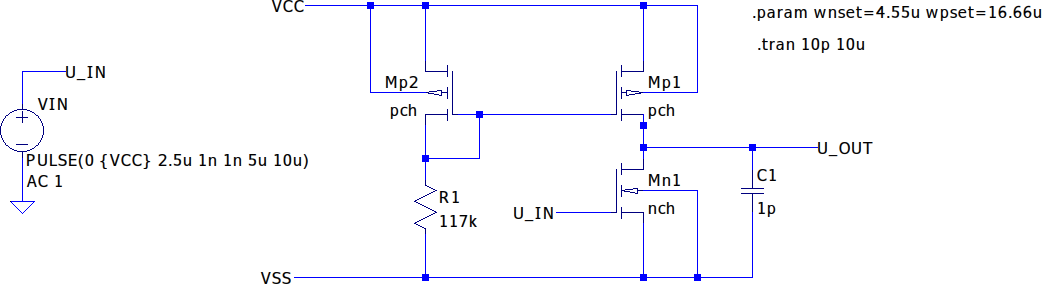 VCC
.param wnset=4.55u wpset=16.66u
.tran 10p 10u
U_IN
VIN
PULSE(0 {VCC} 2.5u 1n 1n 5u 10u)
AC 1
Mp2
pch
Mp1
pch
U_OUT
R1
117k
U_IN
Mn1
nch
C1
1p
VSS